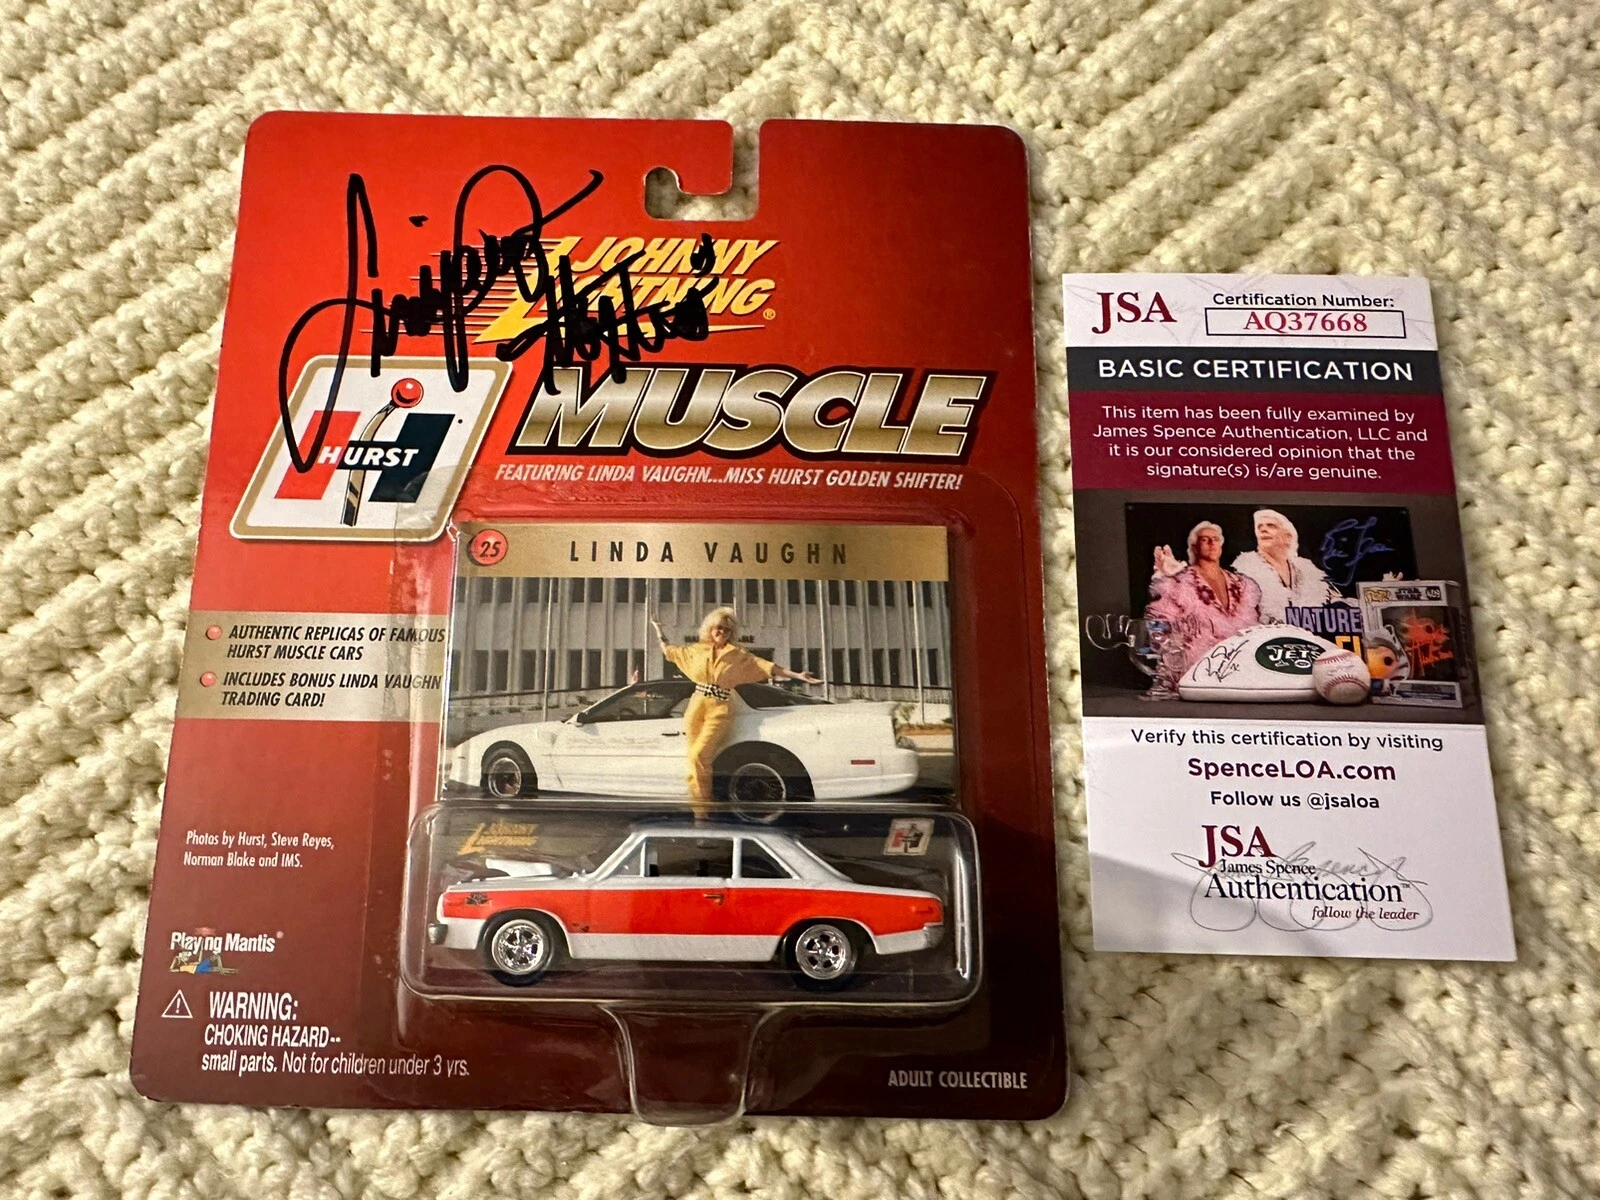 JOHNNY
LIGHTNING®
HURST
MUSCLE
FEATURING LINDA VAUGHN...MISS HURST GOLDEN SHIFTER!
25
LINDA VAUGHN
AUTHENTIC REPLICAS OF FAMOUS
HURST MUSCLE CARS
INCLUDES BONUS LINDA VAUGHN
TRADING CARD!
Photos by Hurst, Steve Reyes,
Norman Blake and IMS.
JOHNNY
LIGHTNING
Playing Mantis®
WARNING:
CHOKING HAZARD--
small parts. Not for children under 3 yrs.
ADULT COLLECTIBLE
JSA
Certification Number:
AQ37668
BASIC CERTIFICATION
This item has been fully examined by
James Spence Authentication, LLC and
it is our considered opinion that the
signature(s) is/are genuine.
NATURE
JETS
Verify this certification by visiting
SpenceLOA.com
Follow us @jsaloa
JSA
James Spence
Authentication™
follow the leader